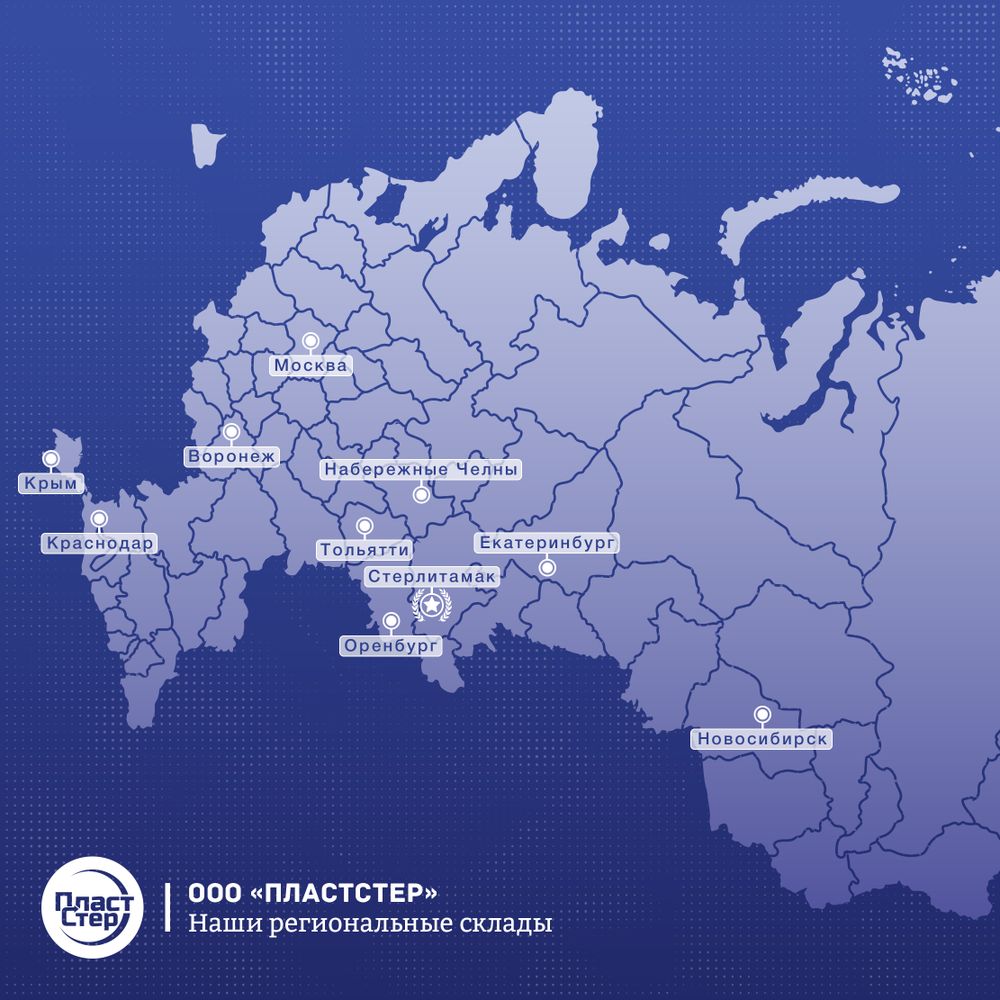 Москва
Воронеж
Набережные Челны
Крым
Краснодар
Тольятти
Екатеринбург
Стерлитамак
Оренбург
Новосибирск
Пласт
Стер
ООО «ПЛАСТСТЕР»
Наши региональные склады